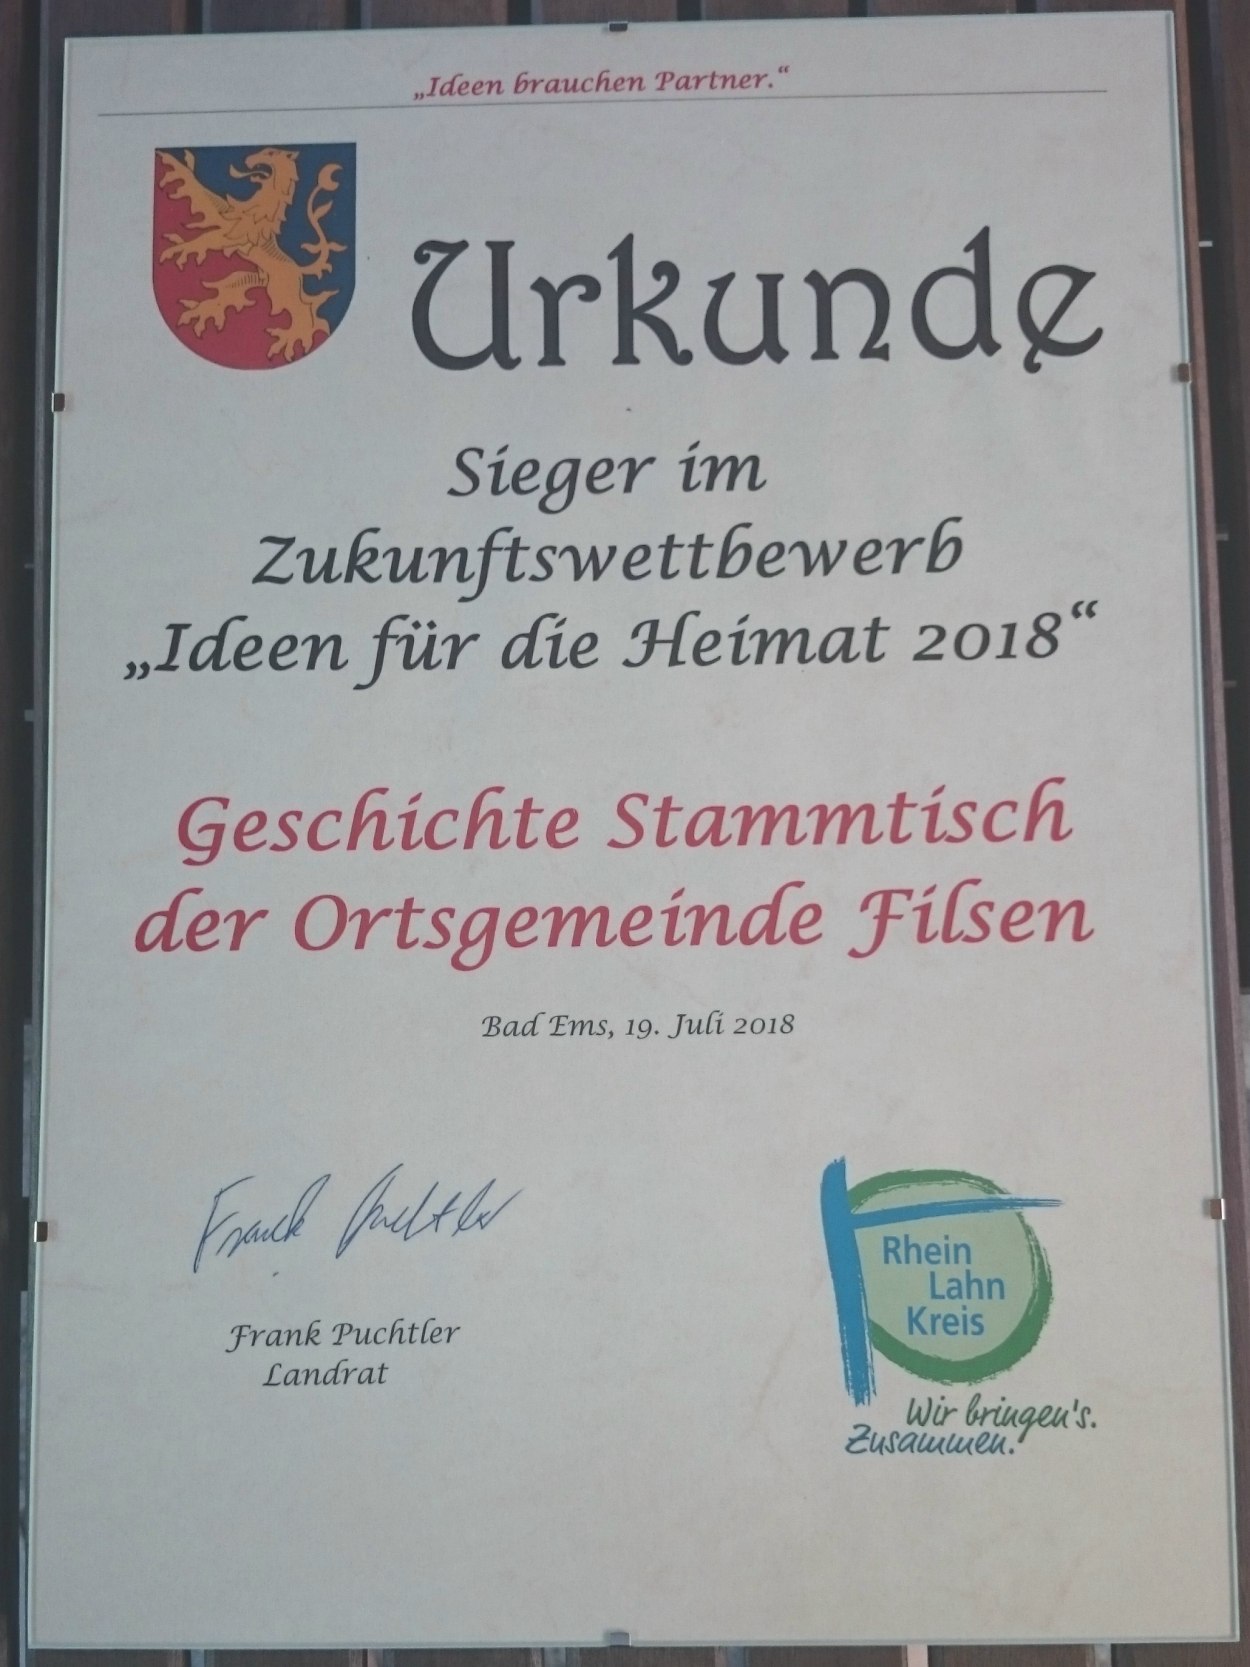 „Ideen brauchen Partner.“
Urkunde
Sieger im
Zukunftswettbewerb
„Ideen für die Heimat 2018“
Geschichte Stammtisch
der Ortsgemeinde Filsen
Bad Ems, 19. Juli 2018
Frank Puchtler
Frank Puchtler
Landrat
Rhein
Lahn
Kreis
Wir bringen's.
Zusammen.